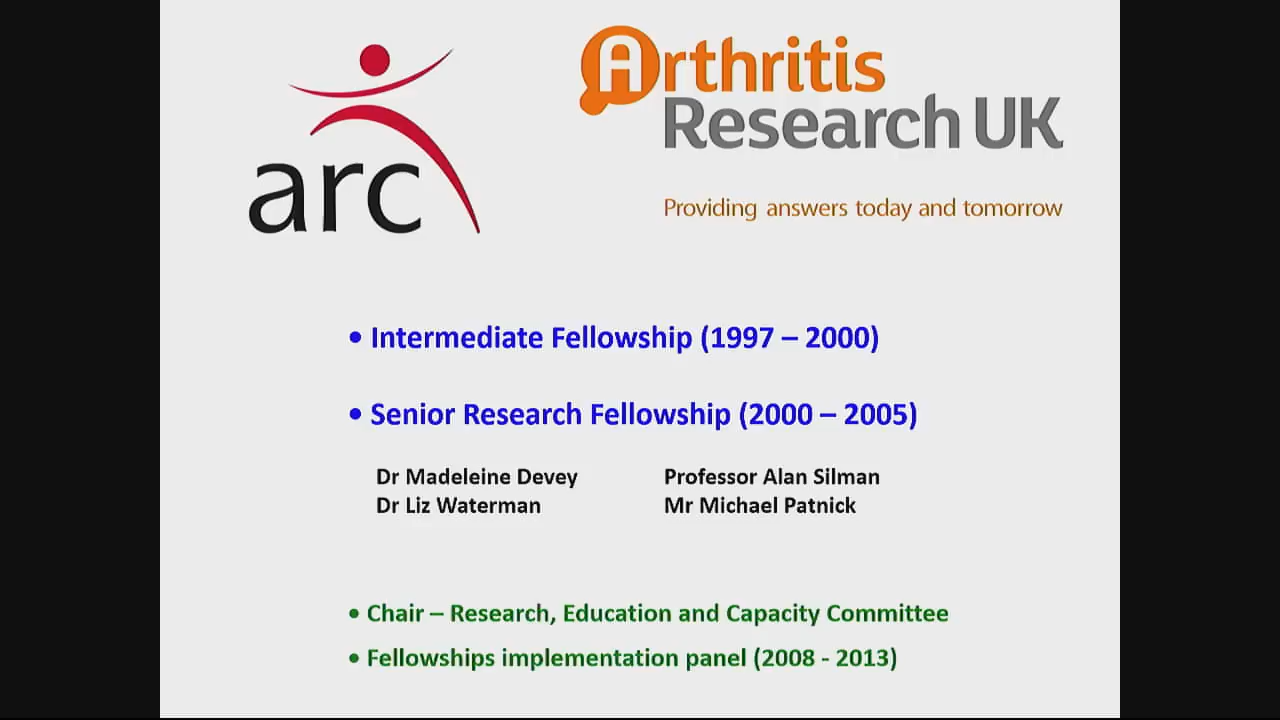 arc
Arthritis
Research UK
Providing answers today and tomorrow
• Intermediate Fellowship (1997 – 2000)
• Senior Research Fellowship (2000 – 2005)
Dr Madeleine Devey Professor Alan Silman
Dr Liz Waterman Mr Michael Patnick
• Chair – Research, Education and Capacity Committee
• Fellowships implementation panel (2008 - 2013)